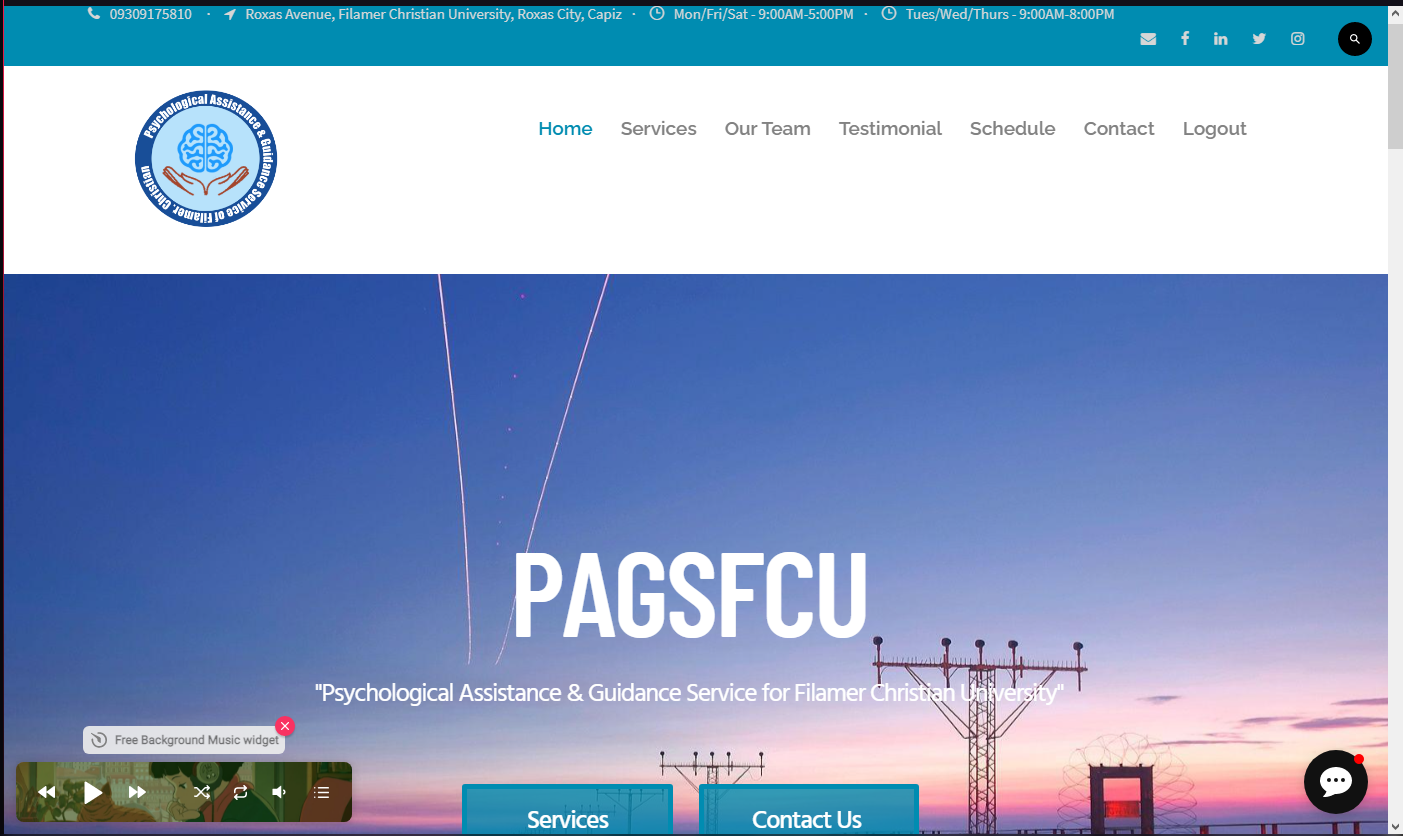 09309175810 · Roxas Avenue, Filamer Christian University, Roxas City, Capiz · Mon/Fri/Sat - 9:00AM-5:00PM · Tues/Wed/Thurs - 9:00AM-8:00PM
Psychological Assistance & Guidance Service of Filamer. Christian
Home Services Our Team Testimonial Schedule Contact Logout
PAGSFCU
"Psychological Assistance & Guidance Service for Filamer Christian University"
Free Background Music widget
Services Contact Us